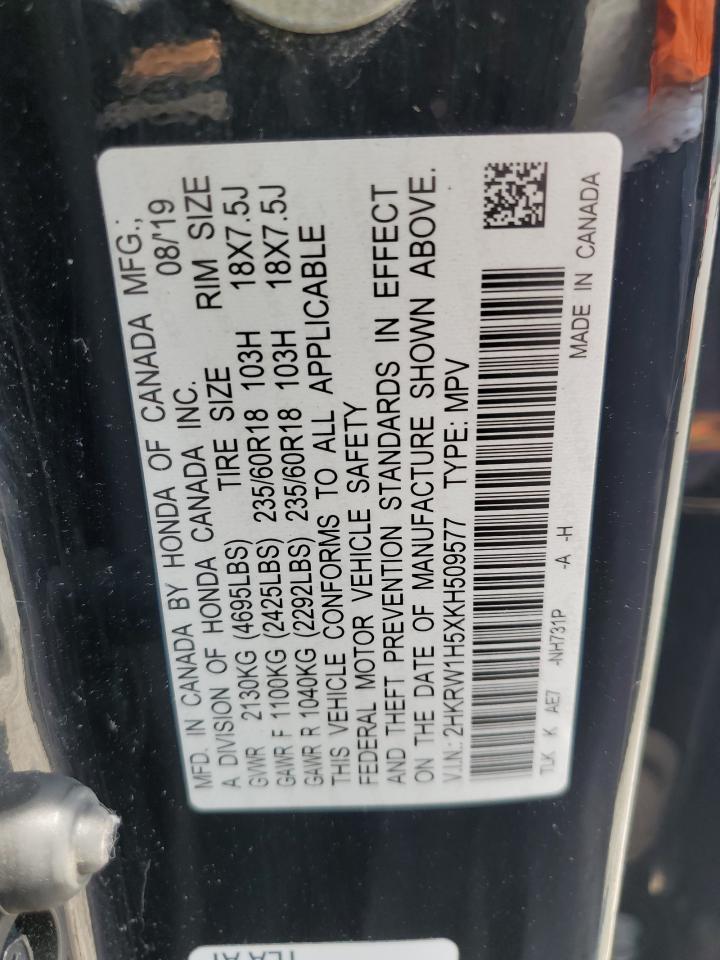 MFD. IN CANADA BY HONDA OF CANADA MFG.;
A DIVISION OF HONDA CANADA INC. 08/19
GVWR 2130KG (4695LBS) TIRE SIZE RIM SIZE
GAWR F 1100KG (2425LBS) 235/60R18 103H 18X7.5J
GAWR R 1040KG (2292LBS) 235/60R18 103H 18X7.5J
THIS VEHICLE CONFORMS TO ALL APPLICABLE
FEDERAL MOTOR VEHICLE SAFETY
AND THEFT PREVENTION STANDARDS IN EFFECT
ON THE DATE OF MANUFACTURE SHOWN ABOVE.
V.I.N.: 2HKRW1H5XKH509577 TYPE: MPV
TLK K AE7 -NH731P -A -H
MADE IN CANADA